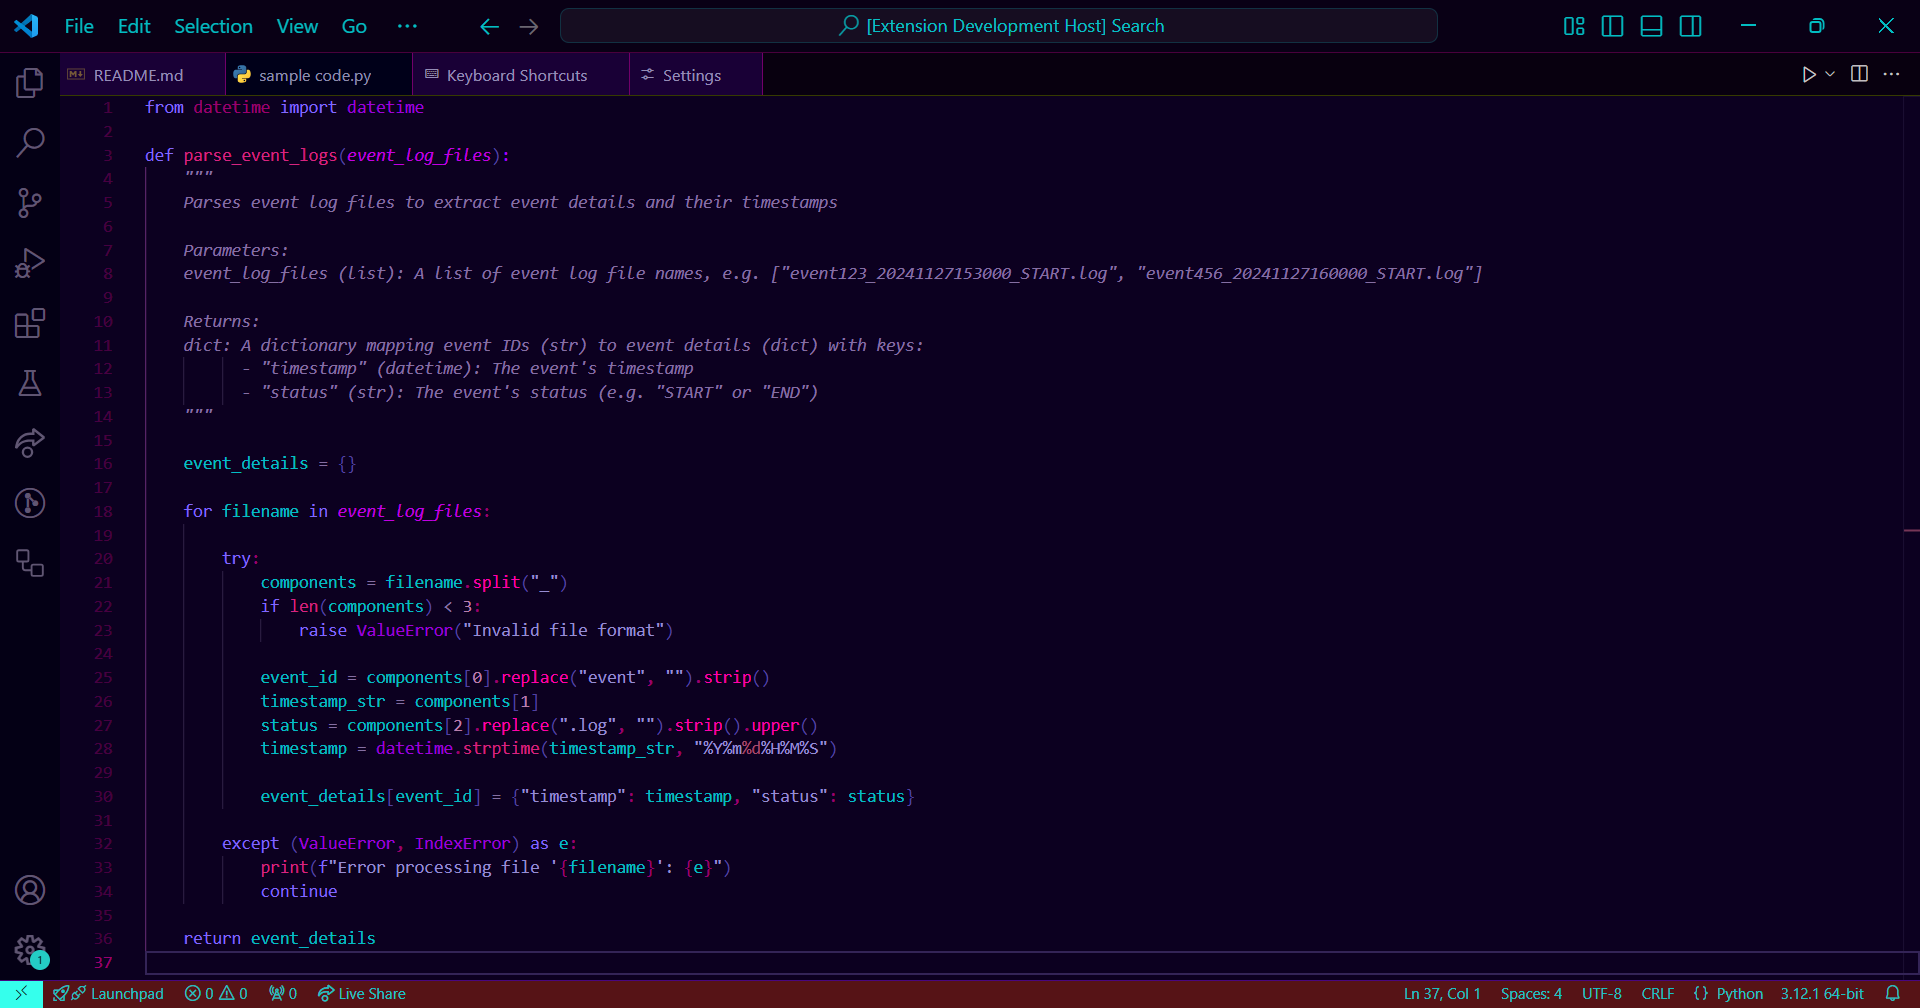 File Edit Selection View Go ··· [Extension Development Host] Search
README.md sample code.py Keyboard Shortcuts Settings
1 from datetime import datetime
2
3 def parse_event_logs(event_log_files):
4 """
5 Parses event log files to extract event details and their timestamps
6
7 Parameters:
8 event_log_files (list): A list of event log file names, e.g. ["event123_20241127153000_START.log", "event456_20241127160000_START.log"]
9
10 Returns:
11 dict: A dictionary mapping event IDs (str) to event details (dict) with keys:
12 - "timestamp" (datetime): The event's timestamp
13 - "status" (str): The event's status (e.g. "START" or "END")
14 """
15
16 event_details = {}
17
18 for filename in event_log_files:
19
20 try:
21 components = filename.split("_")
22 if len(components) < 3:
23 raise ValueError("Invalid file format")
24
25 event_id = components[0].replace("event", "").strip()
26 timestamp_str = components[1]
27 status = components[2].replace(".log", "").strip().upper()
28 timestamp = datetime.strptime(timestamp_str, "%Y%m%d%H%M%S")
29
30 event_details[event_id] = {"timestamp": timestamp, "status": status}
31
32 except (ValueError, IndexError) as e:
33 print(f"Error processing file '{filename}': {e}")
34 continue
35
36 return event_details
37
1
Launchpad 0 0 0 Live Share Ln 37, Col 1 Spaces: 4 UTF-8 CRLF {} Python 3.12.1 64-bit